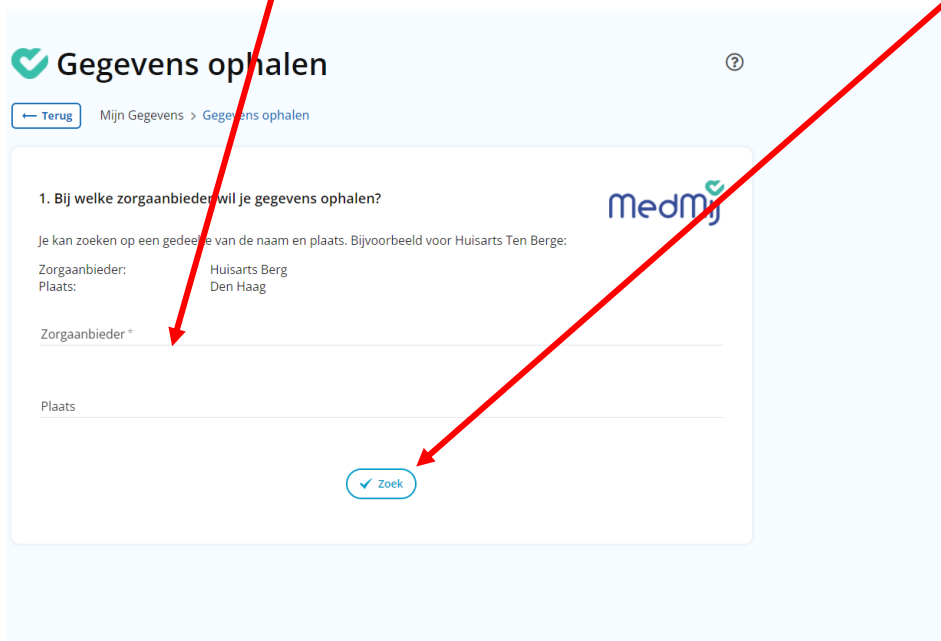 Gegevens ophalen
?
← Terug Mijn Gegevens > Gegevens ophalen
1. Bij welke zorgaanbieder wil je gegevens ophalen?
MedMij
Je kan zoeken op een gedeelte van de naam en plaats. Bijvoorbeeld voor Huisarts Ten Berge:
Zorgaanbieder: Huisarts Berg
Plaats: Den Haag
Zorgaanbieder *
Plaats
Zoek